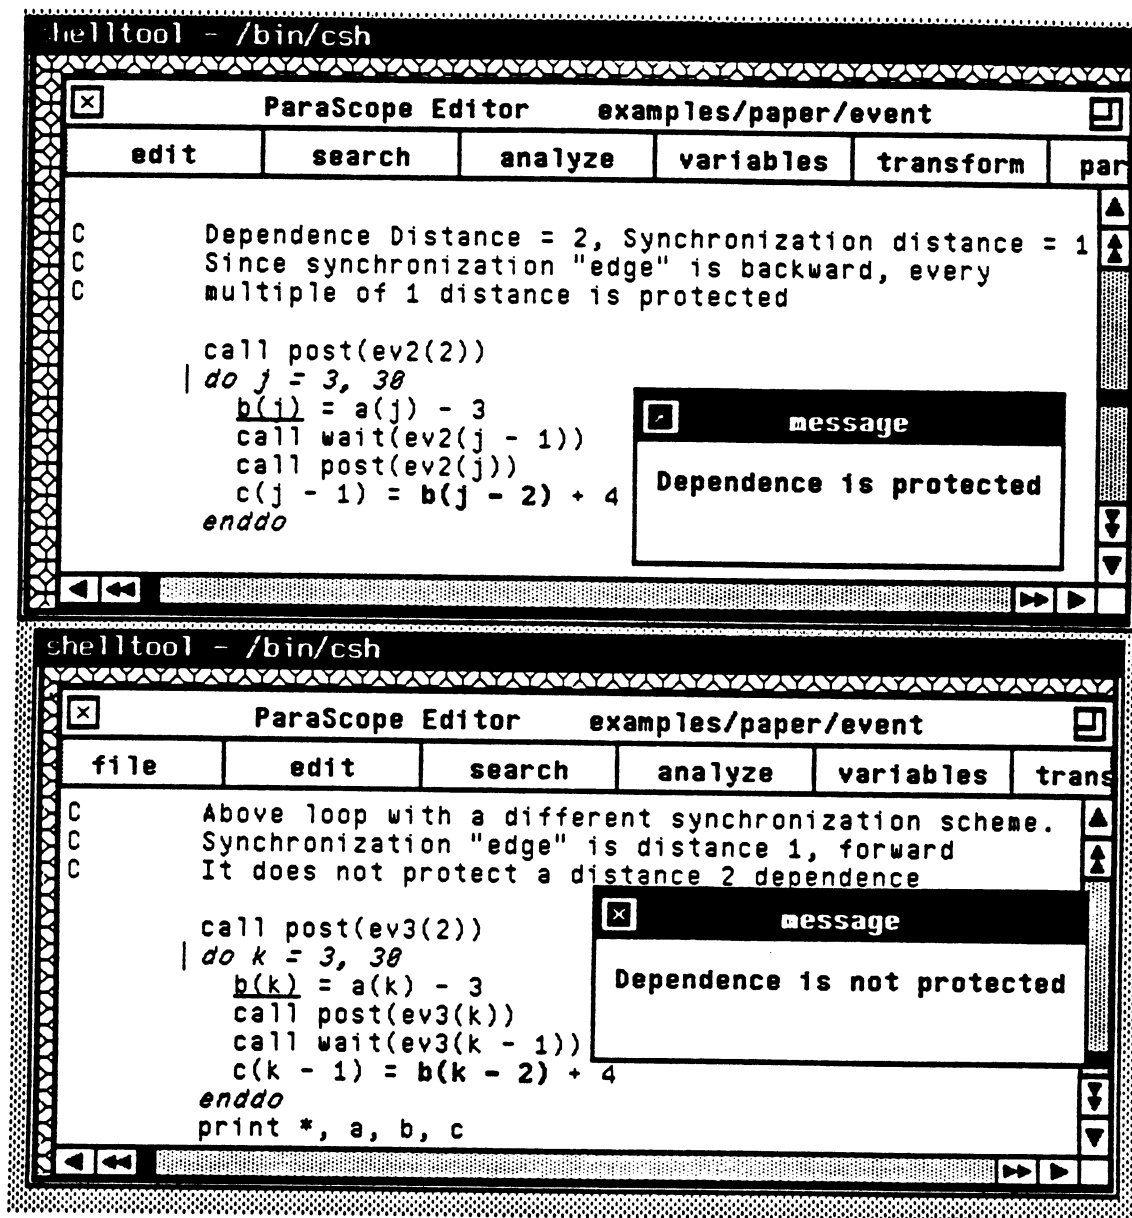 shelltool - /bin/csh
ParaScope Editor examples/paper/event
edit search analyze variables transform par
C Dependence Distance = 2, Synchronization distance = 1
C Since synchronization "edge" is backward, every
C multiple of 1 distance is protected
call post(ev2(2))
do j = 3, 30
b(j) = a(j) - 3
call wait(ev2(j - 1))
call post(ev2(j))
c(j - 1) = b(j - 2) + 4
enddo
message
Dependence is protected
shelltool - /bin/csh
ParaScope Editor examples/paper/event
file edit search analyze variables trans
C Above loop with a different synchronization scheme.
C Synchronization "edge" is distance 1, forward
C It does not protect a distance 2 dependence
call post(ev3(2))
do k = 3, 30
b(k) = a(k) - 3
call post(ev3(k))
call wait(ev3(k - 1))
c(k - 1) = b(k - 2) + 4
enddo
print *, a, b, c
message
Dependence is not protected